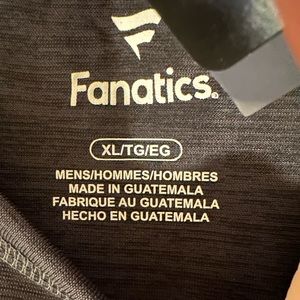 Fanatics.
XL/TG/EG
MENS/HOMMES/HOMBRES
MADE IN GUATEMALA
FABRIQUE AU GUATEMALA
HECHO EN GUATEMALA